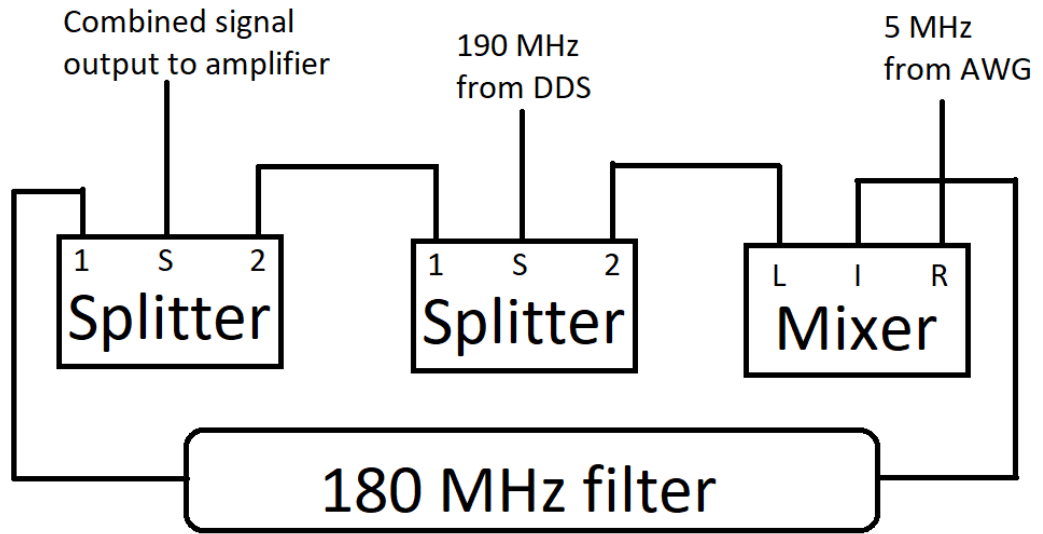 Combined signal
output to amplifier
190 MHz
from DDS
5 MHz
from AWG
1 S 2
Splitter
1 S 2
Splitter
L I R
Mixer
180 MHz filter